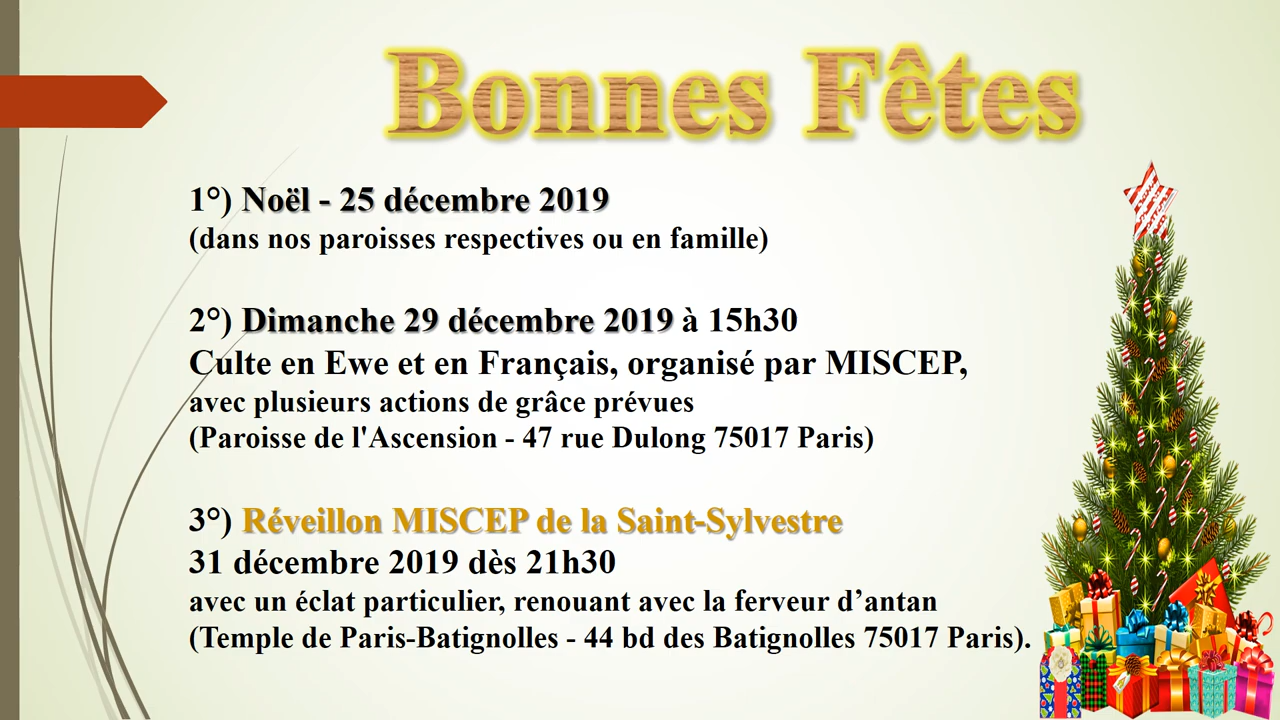 Bonnes Fêtes
1°) Noël - 25 décembre 2019
(dans nos paroisses respectives ou en famille)
2°) Dimanche 29 décembre 2019 à 15h30
Culte en Ewe et en Français, organisé par MISCEP,
avec plusieurs actions de grâce prévues
(Paroisse de l'Ascension - 47 rue Dulong 75017 Paris)
3°) Réveillon MISCEP de la Saint-Sylvestre
31 décembre 2019 dès 21h30
avec un éclat particulier, renouant avec la ferveur d’antan
(Temple de Paris-Batignolles - 44 bd des Batignolles 75017 Paris).